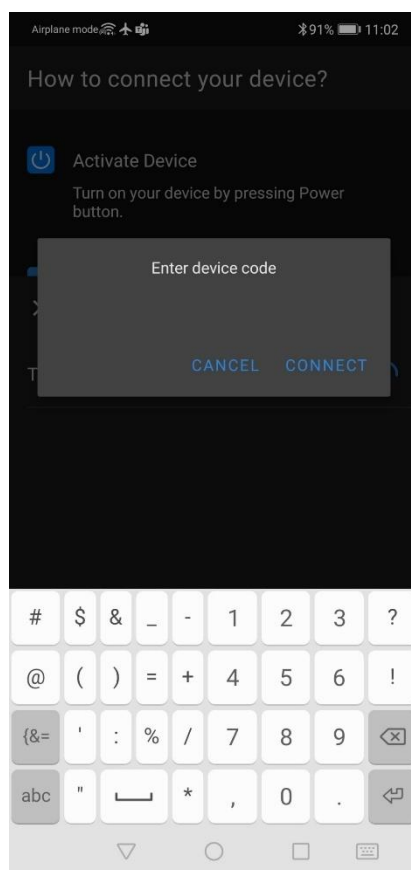 Airplane mode 91% 11:02
How to connect your device?
Activate Device
Turn on your device by pressing Power
button.
Enter device code
CANCEL CONNECT
T
# $ & _ - 1 2 3 ?
@ ( ) = + 4 5 6 !
{&= ' : % / 7 8 9
abc " * , 0 .